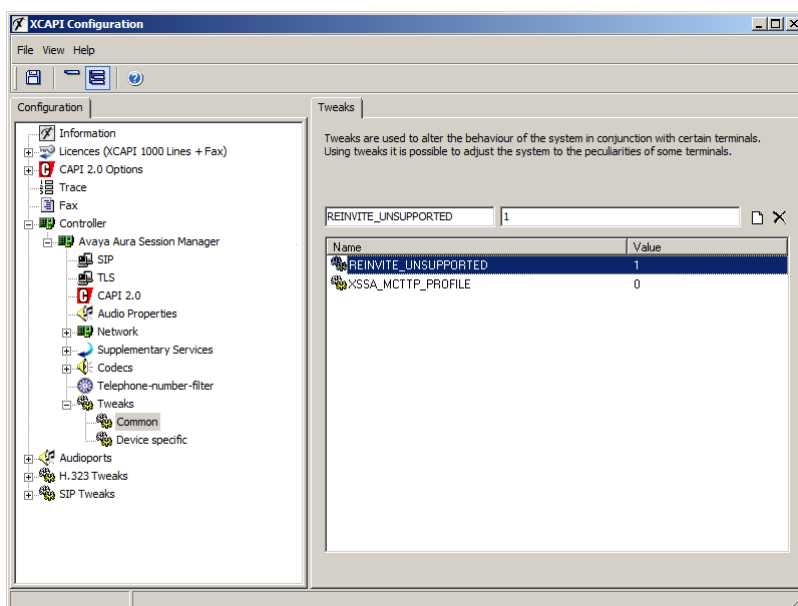 XCAPI Configuration
File View Help
Configuration
Information
Licences (XCAPI 1000 Lines + Fax)
CAPI 2.0 Options
Trace
Fax
Controller
Avaya Aura Session Manager
SIP
TLS
CAPI 2.0
Audio Properties
Network
Supplementary Services
Codecs
Telephone-number-filter
Tweaks
Common
Device specific
Audioports
H.323 Tweaks
SIP Tweaks
Tweaks
Tweaks are used to alter the behaviour of the system in conjunction with certain terminals.
Using tweaks it is possible to adjust the system to the peculiarities of some terminals.
REINVITE_UNSUPPORTED 1
Name Value
REINVITE_UNSUPPORTED 1
XSSA_MCTTP_PROFILE 0